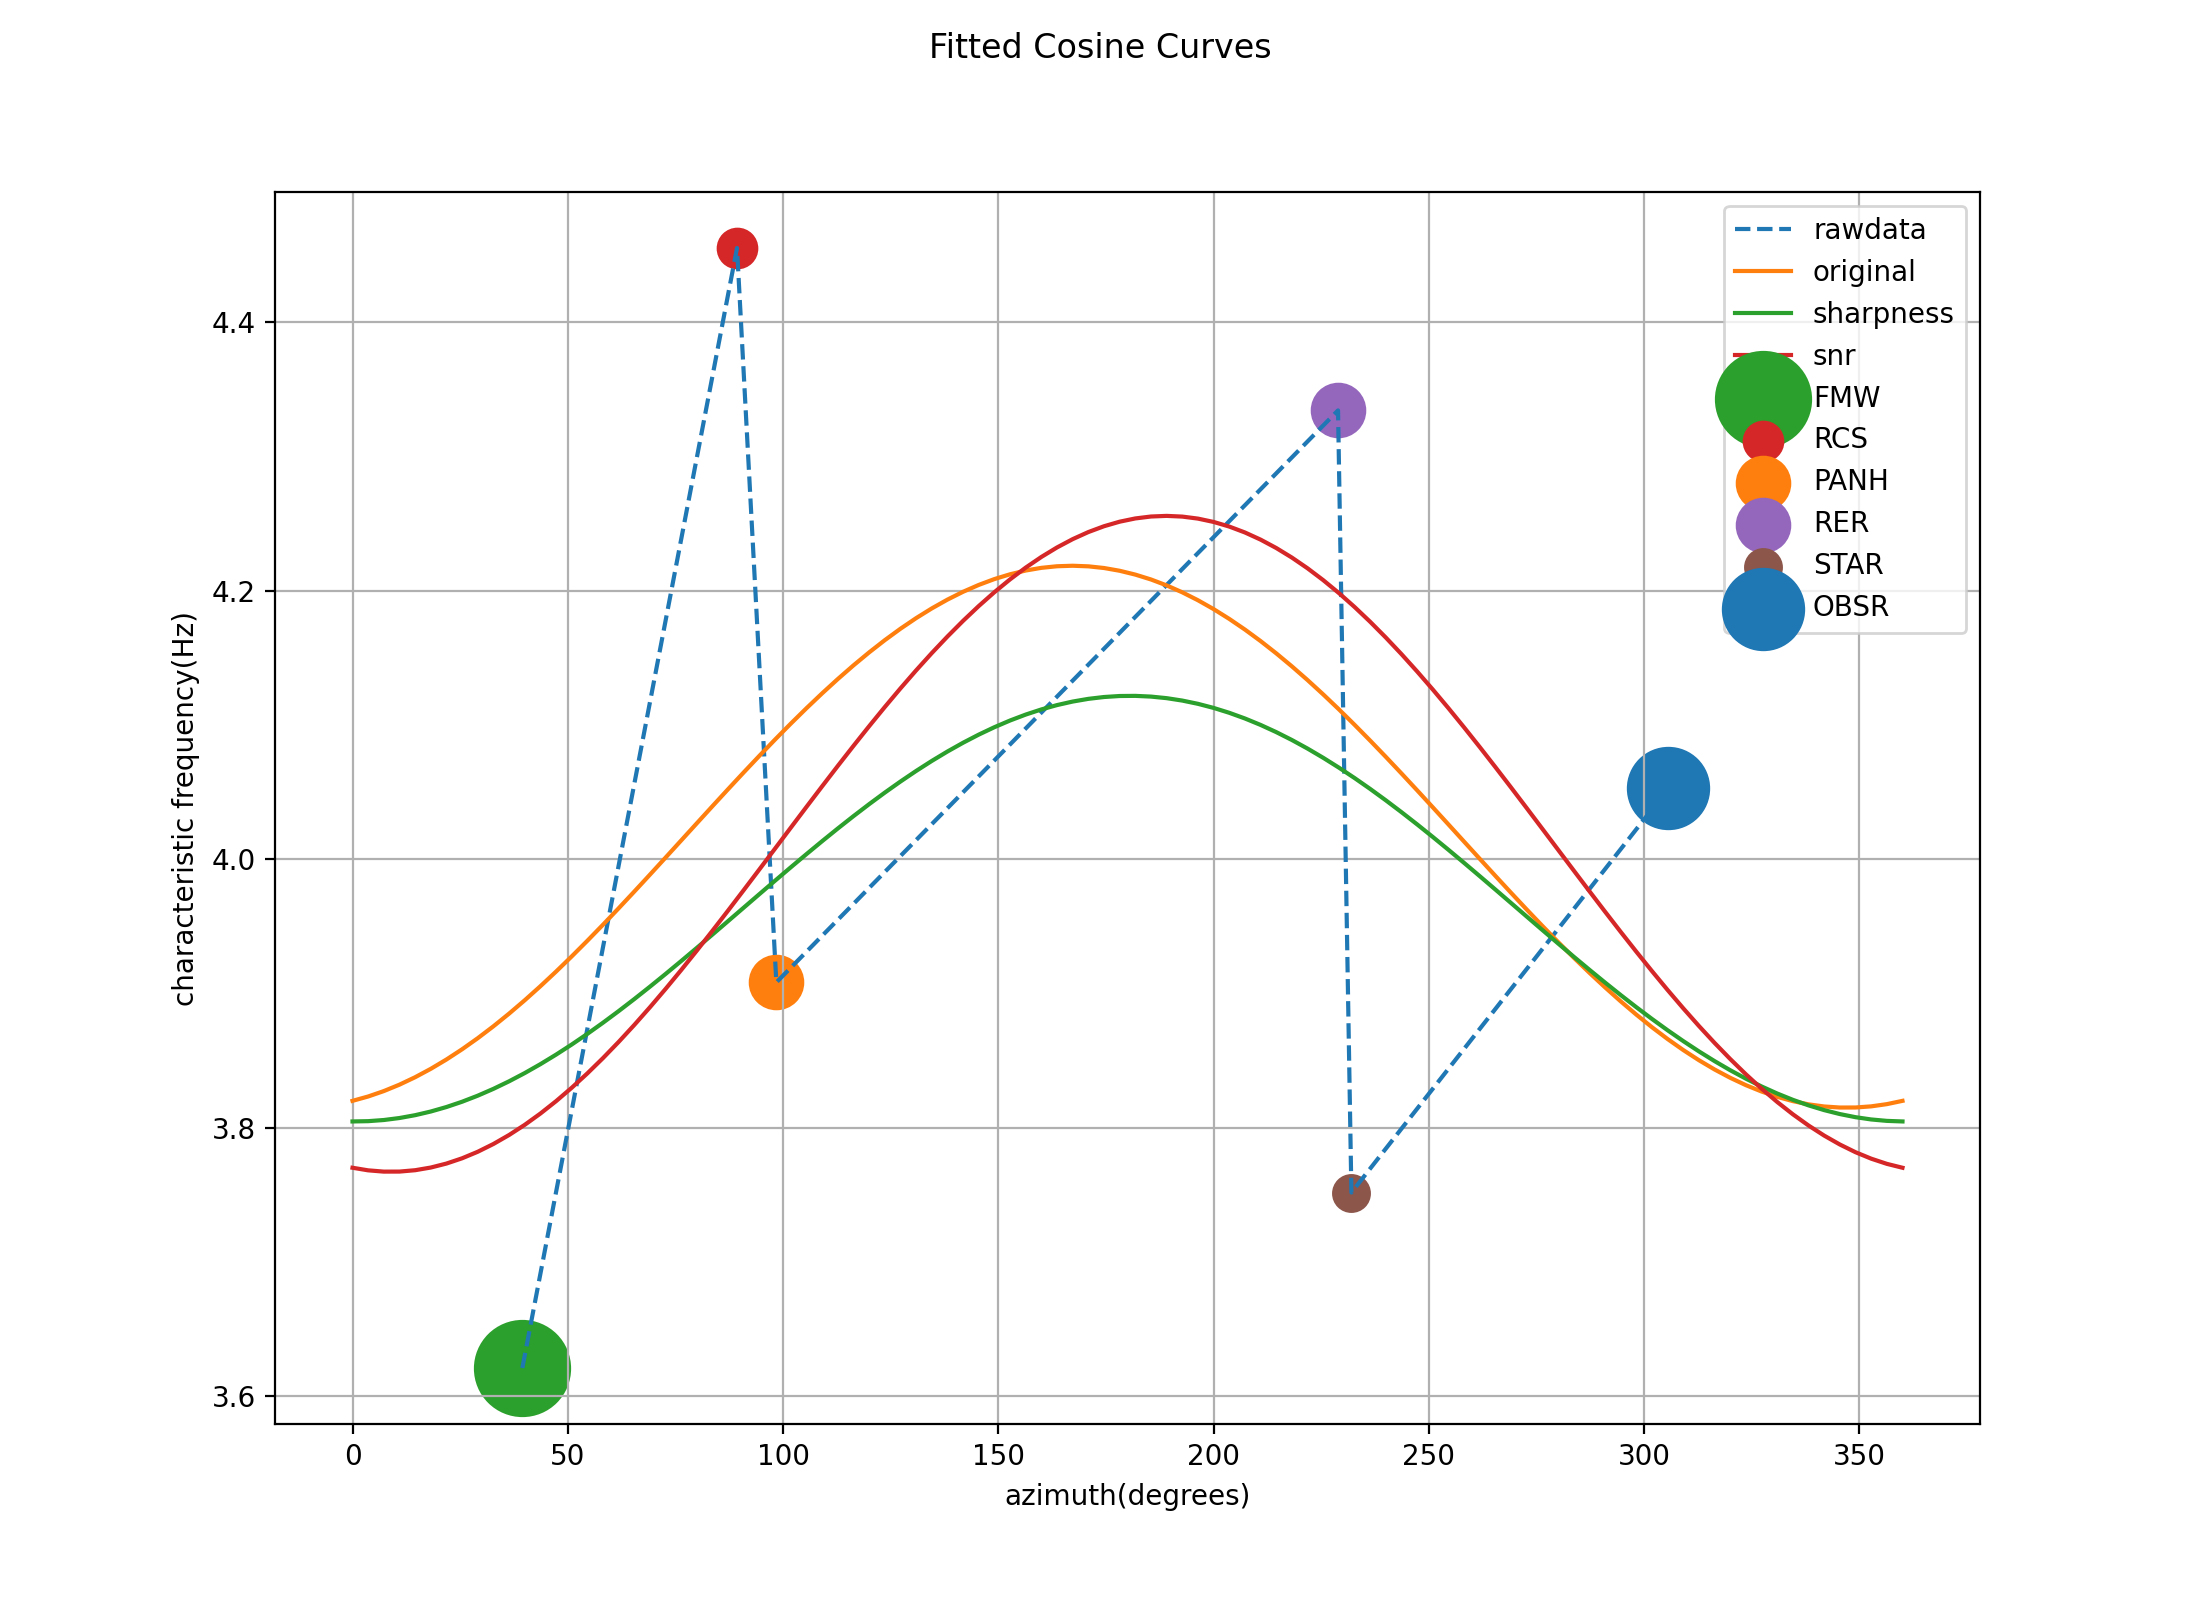 Fitted Cosine Curves
rawdata
original
sharpness
snr
FMW
RCS
PANH
RER
STAR
OBSR
characteristic frequency(Hz)
4.4
4.2
4.0
3.8
3.6
0 50 100 150 200 250 300 350
azimuth(degrees)